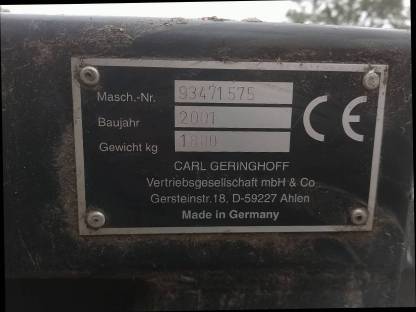 Masch.-Nr. 93471575
Baujahr 2001
Gewicht kg 1800
CE
CARL GERINGHOFF
Vertriebsgesellschaft mbH & Co
Gersteinstr.18, D-59227 Ahlen
Made in Germany